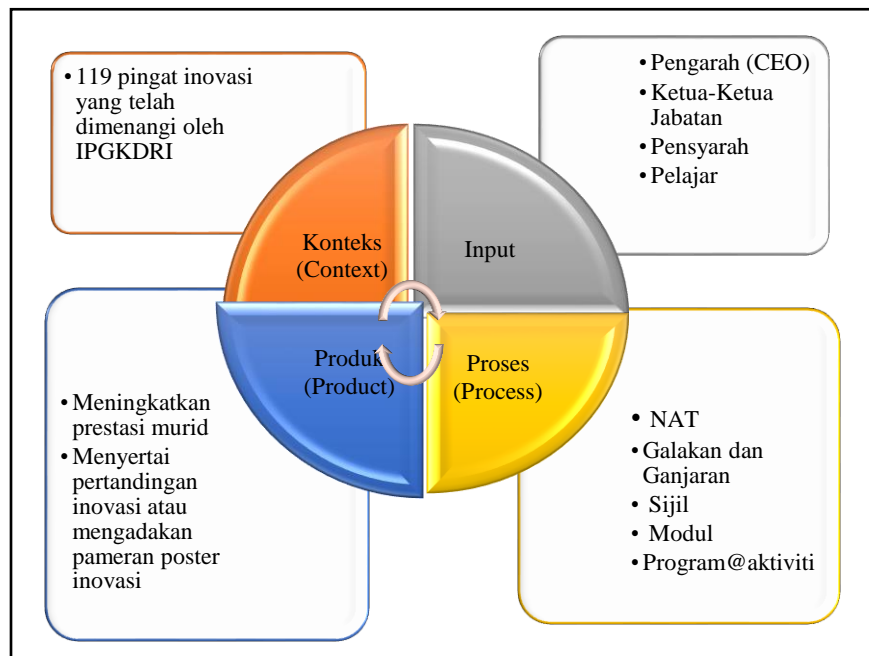 • 119 pingat inovasi
yang telah
dimenangi oleh
IPGKDRI
• Pengarah (CEO)
• Ketua-Ketua
Jabatan
• Pensyarah
• Pelajar
Konteks
(Context)
Input
Produk
(Product)
Proses
(Process)
• Meningkatkan
prestasi murid
• Menyertai
pertandingan
inovasi atau
mengadakan
pameran poster
inovasi
• NAT
• Galakan dan
Ganjaran
• Sijil
• Modul
• Program@aktiviti